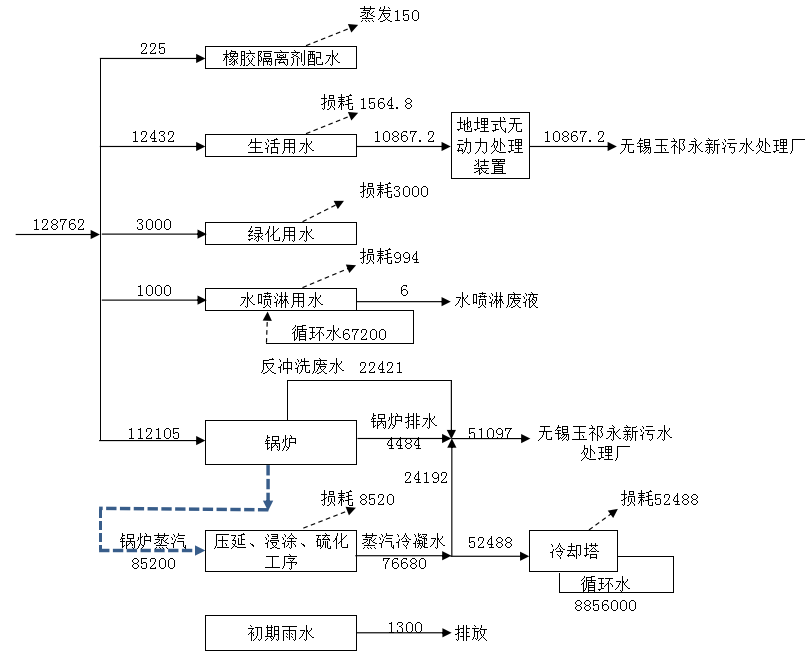 蒸发150
225
橡胶隔离剂配水
损耗 1564.8
12432
生活用水
10867.2
地埋式无
动力处理
装置
10867.2
无锡玉祁永新污水处理厂
损耗3000
128762
3000
绿化用水
损耗994
1000
水喷淋用水
6
水喷淋废液
循环水67200
反冲洗废水 22421
112105
锅炉
锅炉排水
4484
51097
无锡玉祁永新污水
处理厂
24192
损耗 8520
损耗52488
锅炉蒸汽
85200
压延、浸涂、硫化
工序
蒸汽冷凝水
76680
52488
冷却塔
循环水
8856000
初期雨水
1300
排放